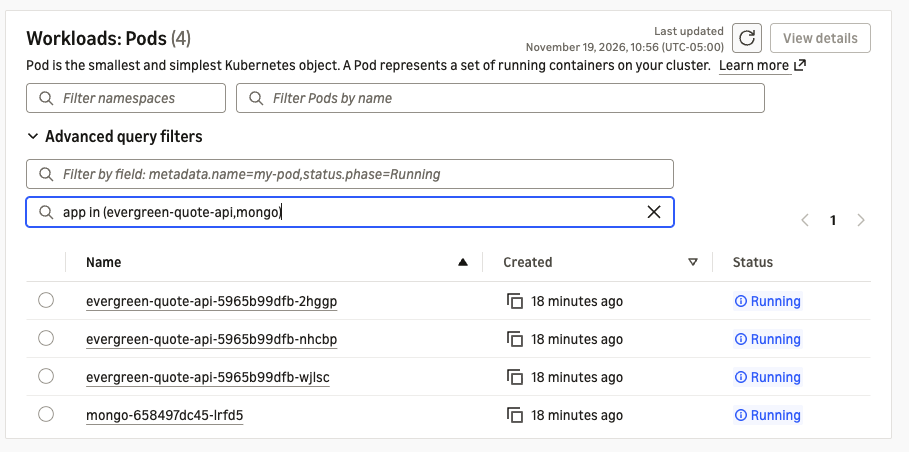 Workloads: Pods (4)
Last updated
November 19, 2026, 10:56 (UTC-05:00)
View details
Pod is the smallest and simplest Kubernetes object. A Pod represents a set of running containers on your cluster. Learn more
Filter namespaces
Filter Pods by name
Advanced query filters
Filter by field: metadata.name=my-pod,status.phase=Running
app in (evergreen-quote-api,mongo)
1
Name Created Status
evergreen-quote-api-5965b99dfb-2hggp 18 minutes ago Running
evergreen-quote-api-5965b99dfb-nhcbp 18 minutes ago Running
evergreen-quote-api-5965b99dfb-wjlsc 18 minutes ago Running
mongo-658497dc45-lrfd5 18 minutes ago Running